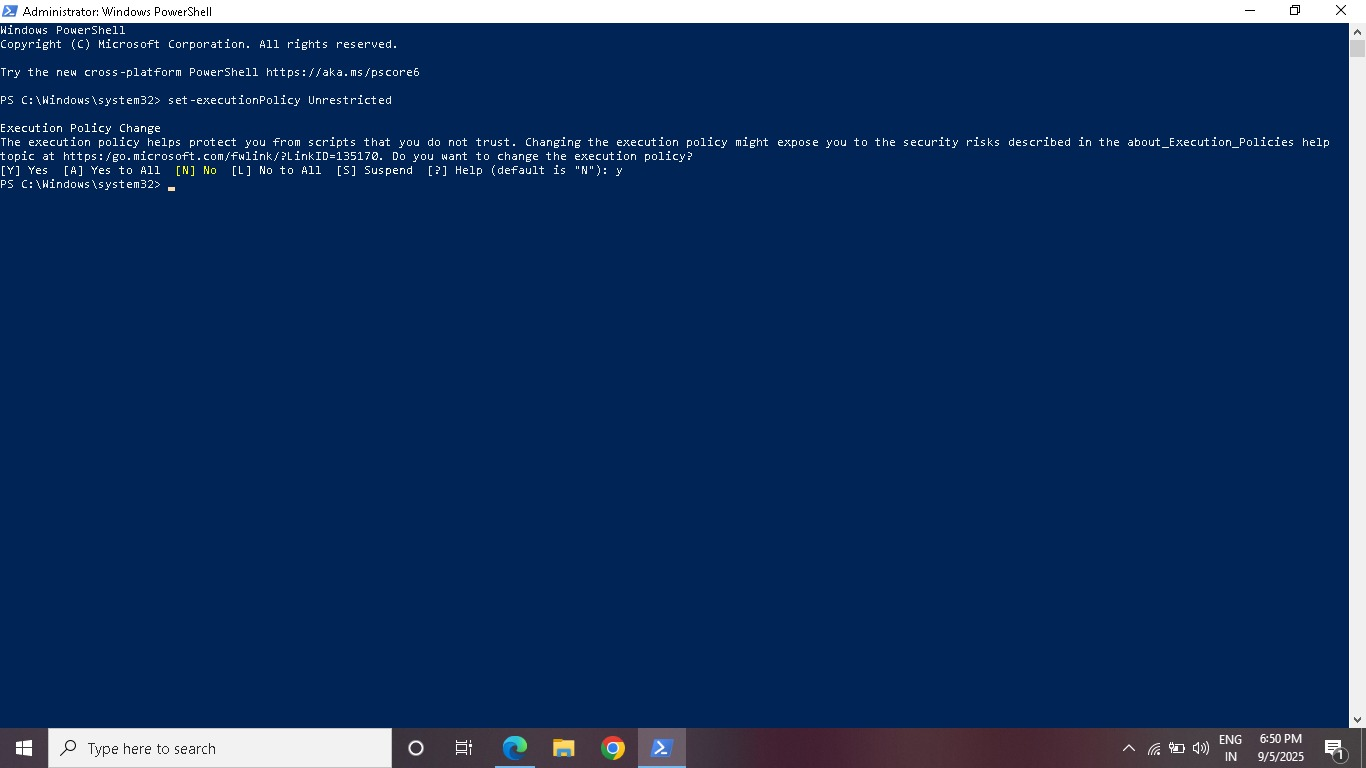 Administrator: Windows PowerShell
Windows PowerShell
Copyright (C) Microsoft Corporation. All rights reserved.
Try the new cross-platform PowerShell https://aka.ms/pscore6
PS C:\Windows\system32> set-executionPolicy Unrestricted
Execution Policy Change
The execution policy helps protect you from scripts that you do not trust. Changing the execution policy might expose you to the security risks described in the about_Execution_Policies help
topic at https:/go.microsoft.com/fwlink/?LinkID=135170. Do you want to change the execution policy?
[Y] Yes  [A] Yes to All  [N] No  [L] No to All  [S] Suspend  [?] Help (default is "N"): y
PS C:\Windows\system32>
Type here to search
ENG
IN
6:50 PM
9/5/2025
1